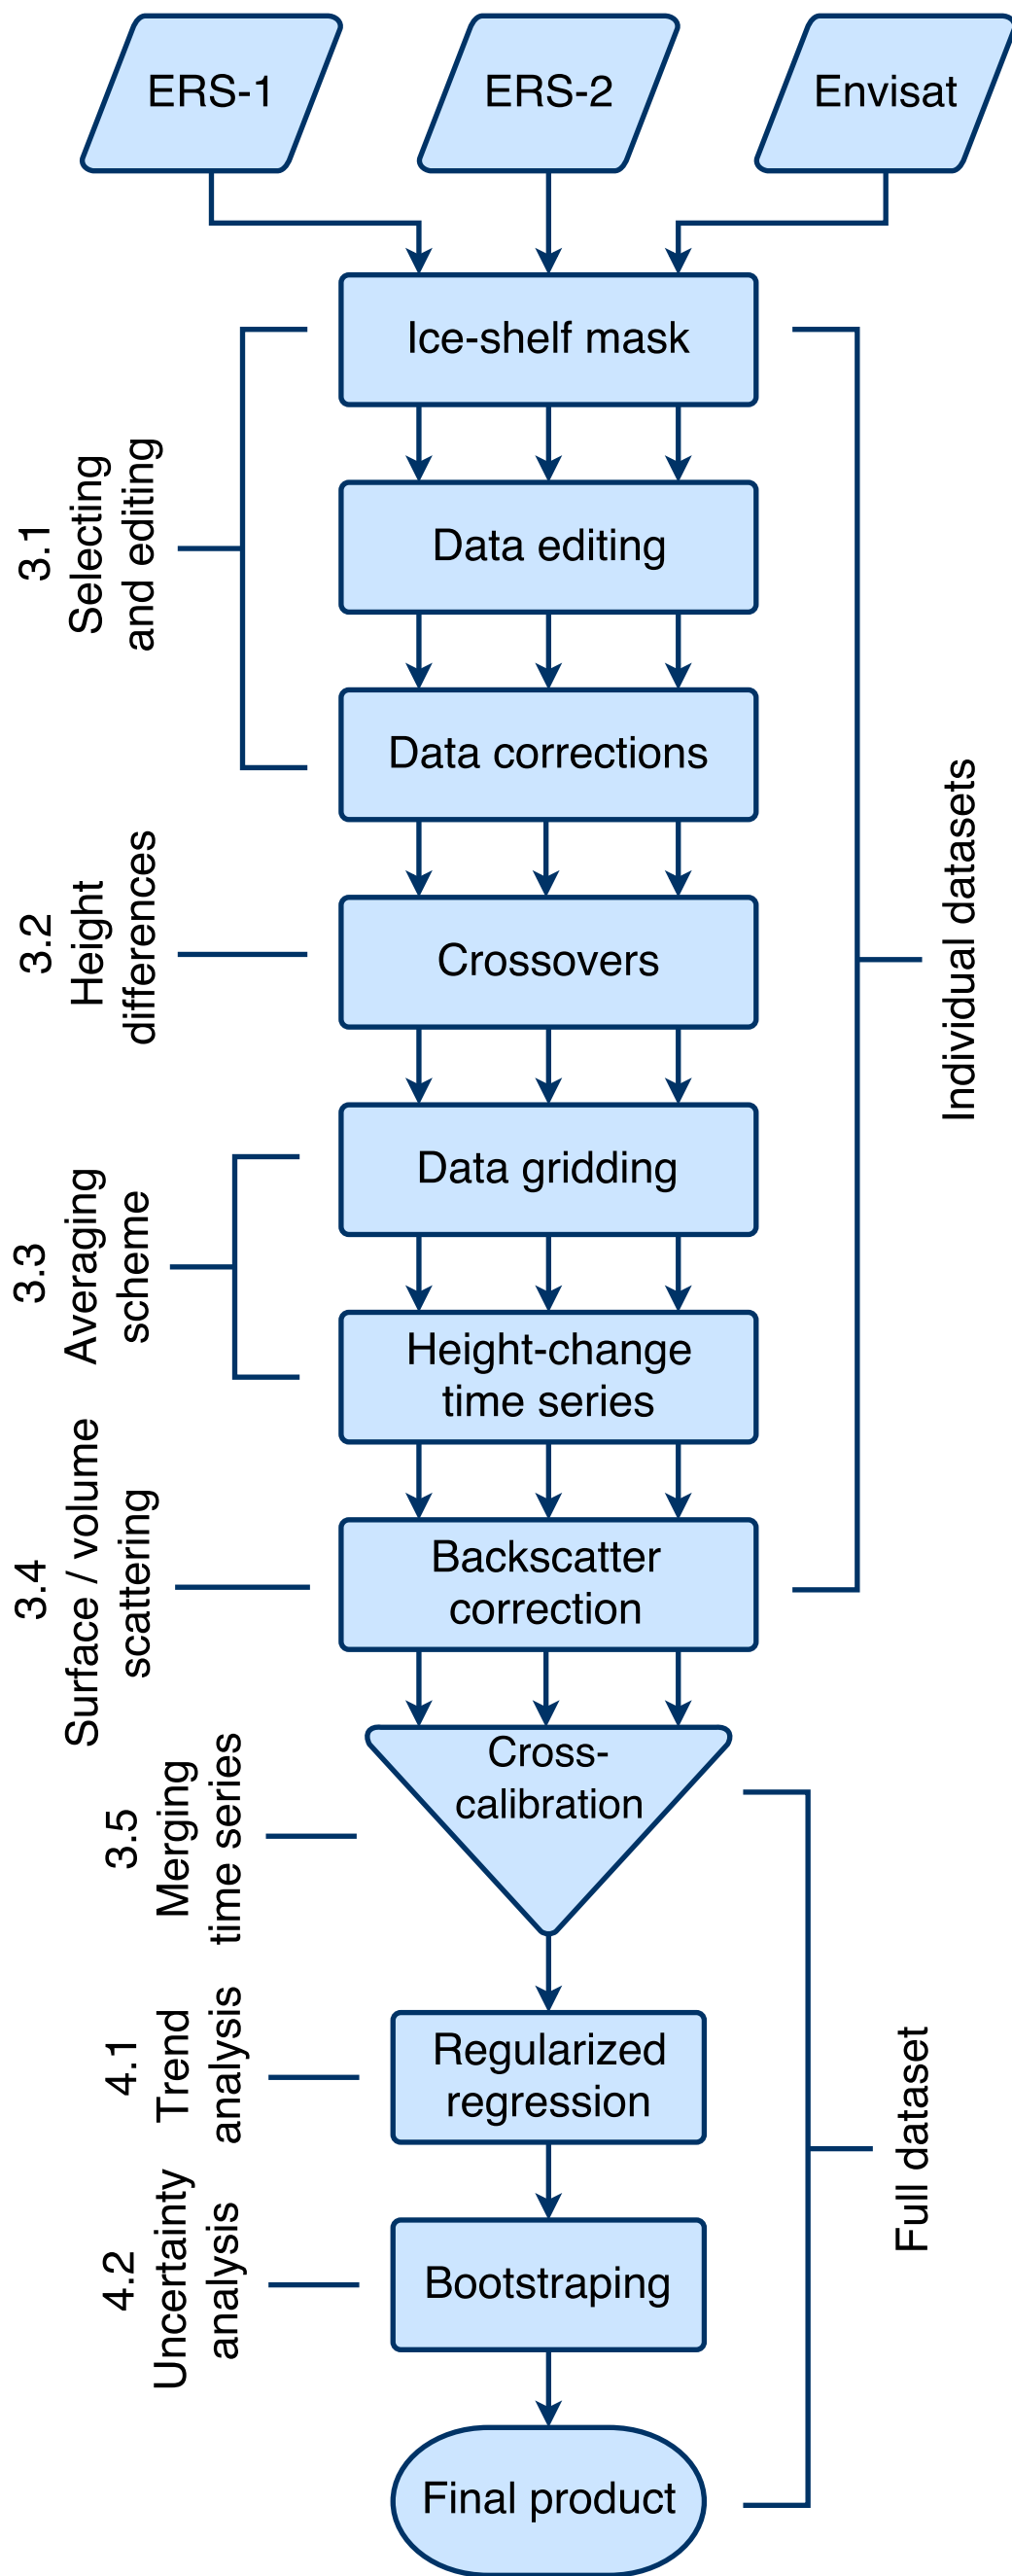 ERS-1
ERS-2
Envisat
Ice-shelf mask
Data editing
Data corrections
3.1
Selecting
and editing
Crossovers
3.2
Height
differences
Individual datasets
Data gridding
Height-change
time series
3.3
Averaging
scheme
Backscatter
correction
3.4
Surface / volume
scattering
Cross-
calibration
3.5
Merging
time series
Regularized
regression
4.1
Trend
analysis
Full dataset
Bootstraping
4.2
Uncertainty
analysis
Final product